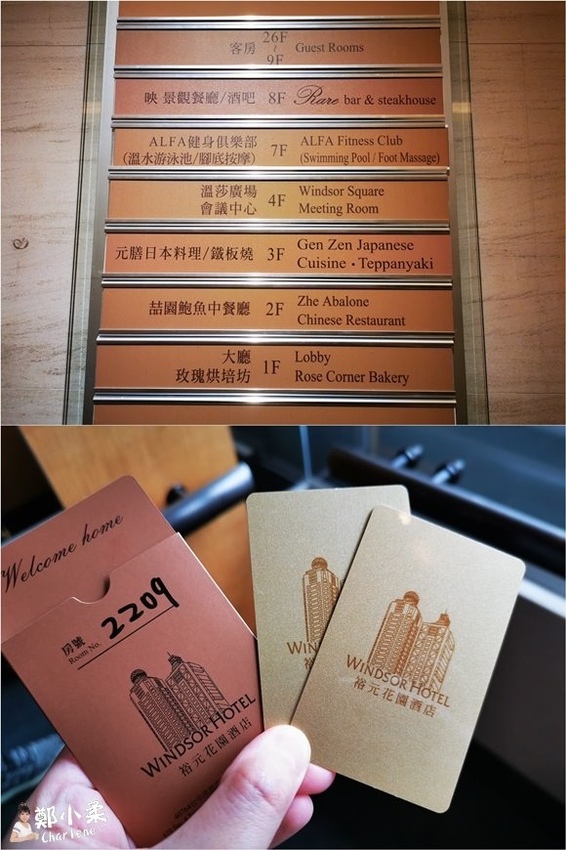 客房 26F ~ 9F Guest Rooms
映 景觀餐廳/酒吧 8F Rare bar & steakhouse
ALFA健身俱樂部 7F ALFA Fitness Club
(溫水游泳池/腳底按摩) (Swimming Pool / Foot Massage)
溫莎廣場 4F Windsor Square
會議中心 Meeting Room
元膳日本料理/鐵板燒 3F Gen Zen Japanese
Cuisine・Teppanyaki
喆園鮑魚中餐廳 2F Zhe Abalone
Chinese Restaurant
大廳 1F Lobby
玫瑰烘培坊 Rose Corner Bakery
Welcome home
房號
Room No. 2209
WINDSOR HOTEL
裕元花園酒店
WIN
裕
WINDSOR HOTEL
裕元花園酒店
鄭小柔
Charlene